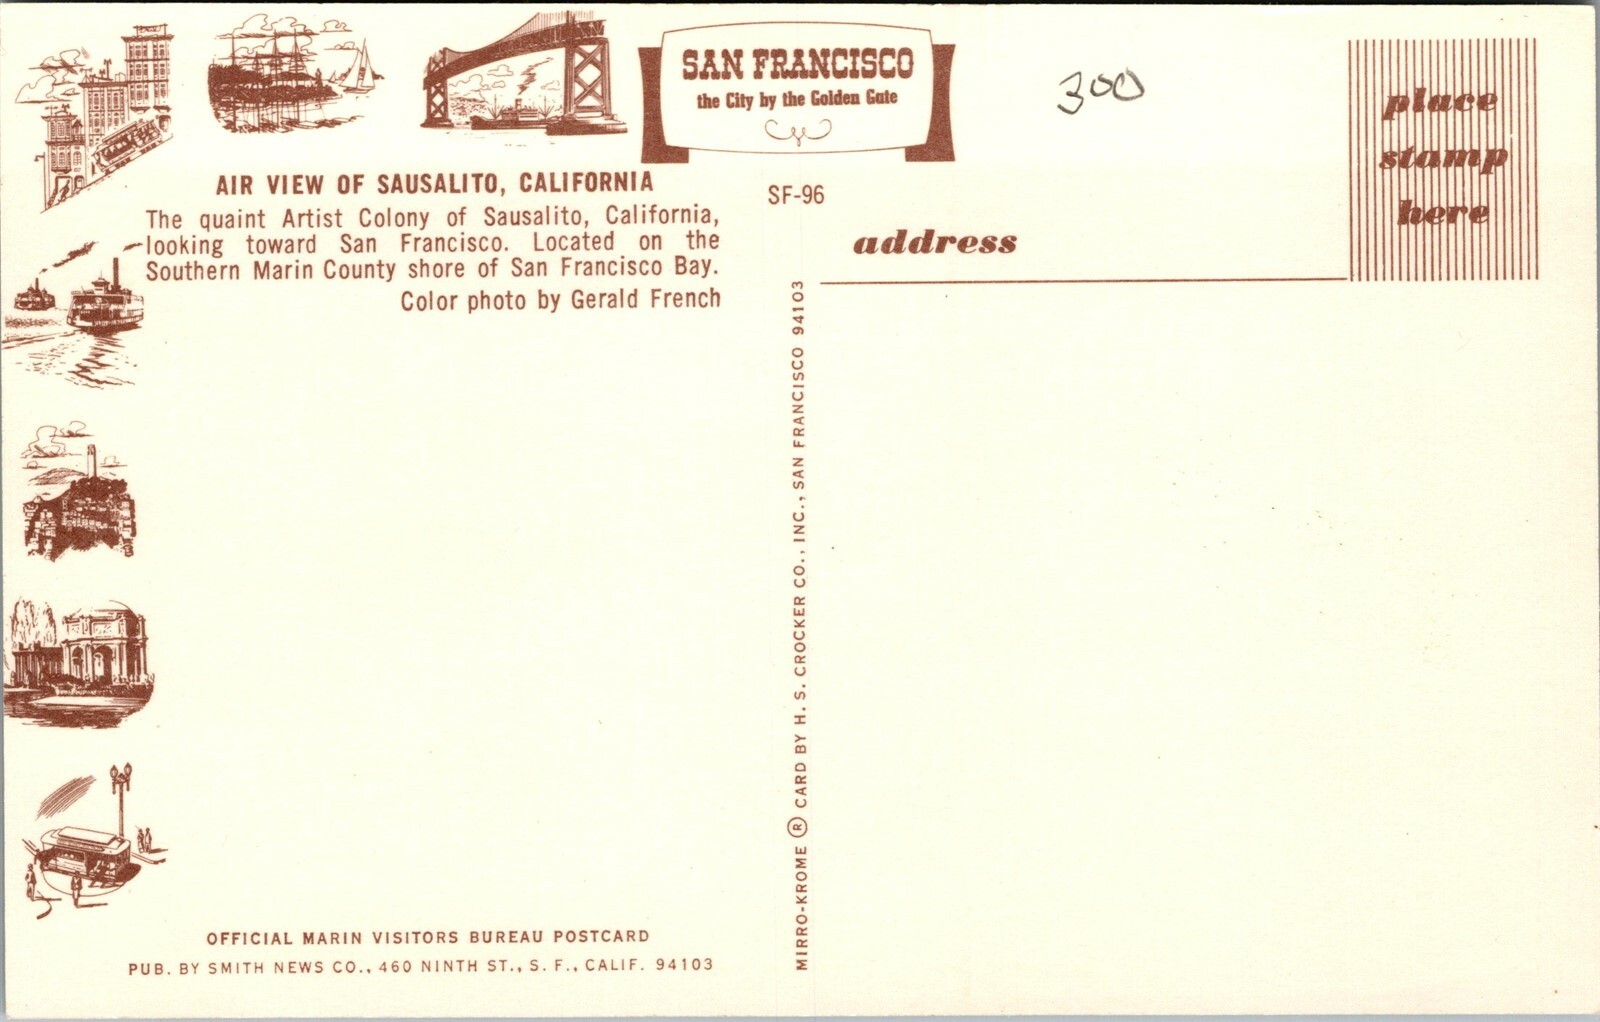 SAN FRANCISCO
the City by the Golden Gate
300
place
stamp
here
AIR VIEW OF SAUSALITO, CALIFORNIA
SF-96
The quaint Artist Colony of Sausalito, California,
looking toward San Francisco. Located on the
Southern Marin County shore of San Francisco Bay.
Color photo by Gerald French
address
MIRRO-KROME ® CARD BY H. S. CROCKER CO., INC., SAN FRANCISCO 94103
OFFICIAL MARIN VISITORS BUREAU POSTCARD
PUB. BY SMITH NEWS CO., 460 NINTH ST., S. F., CALIF. 94103